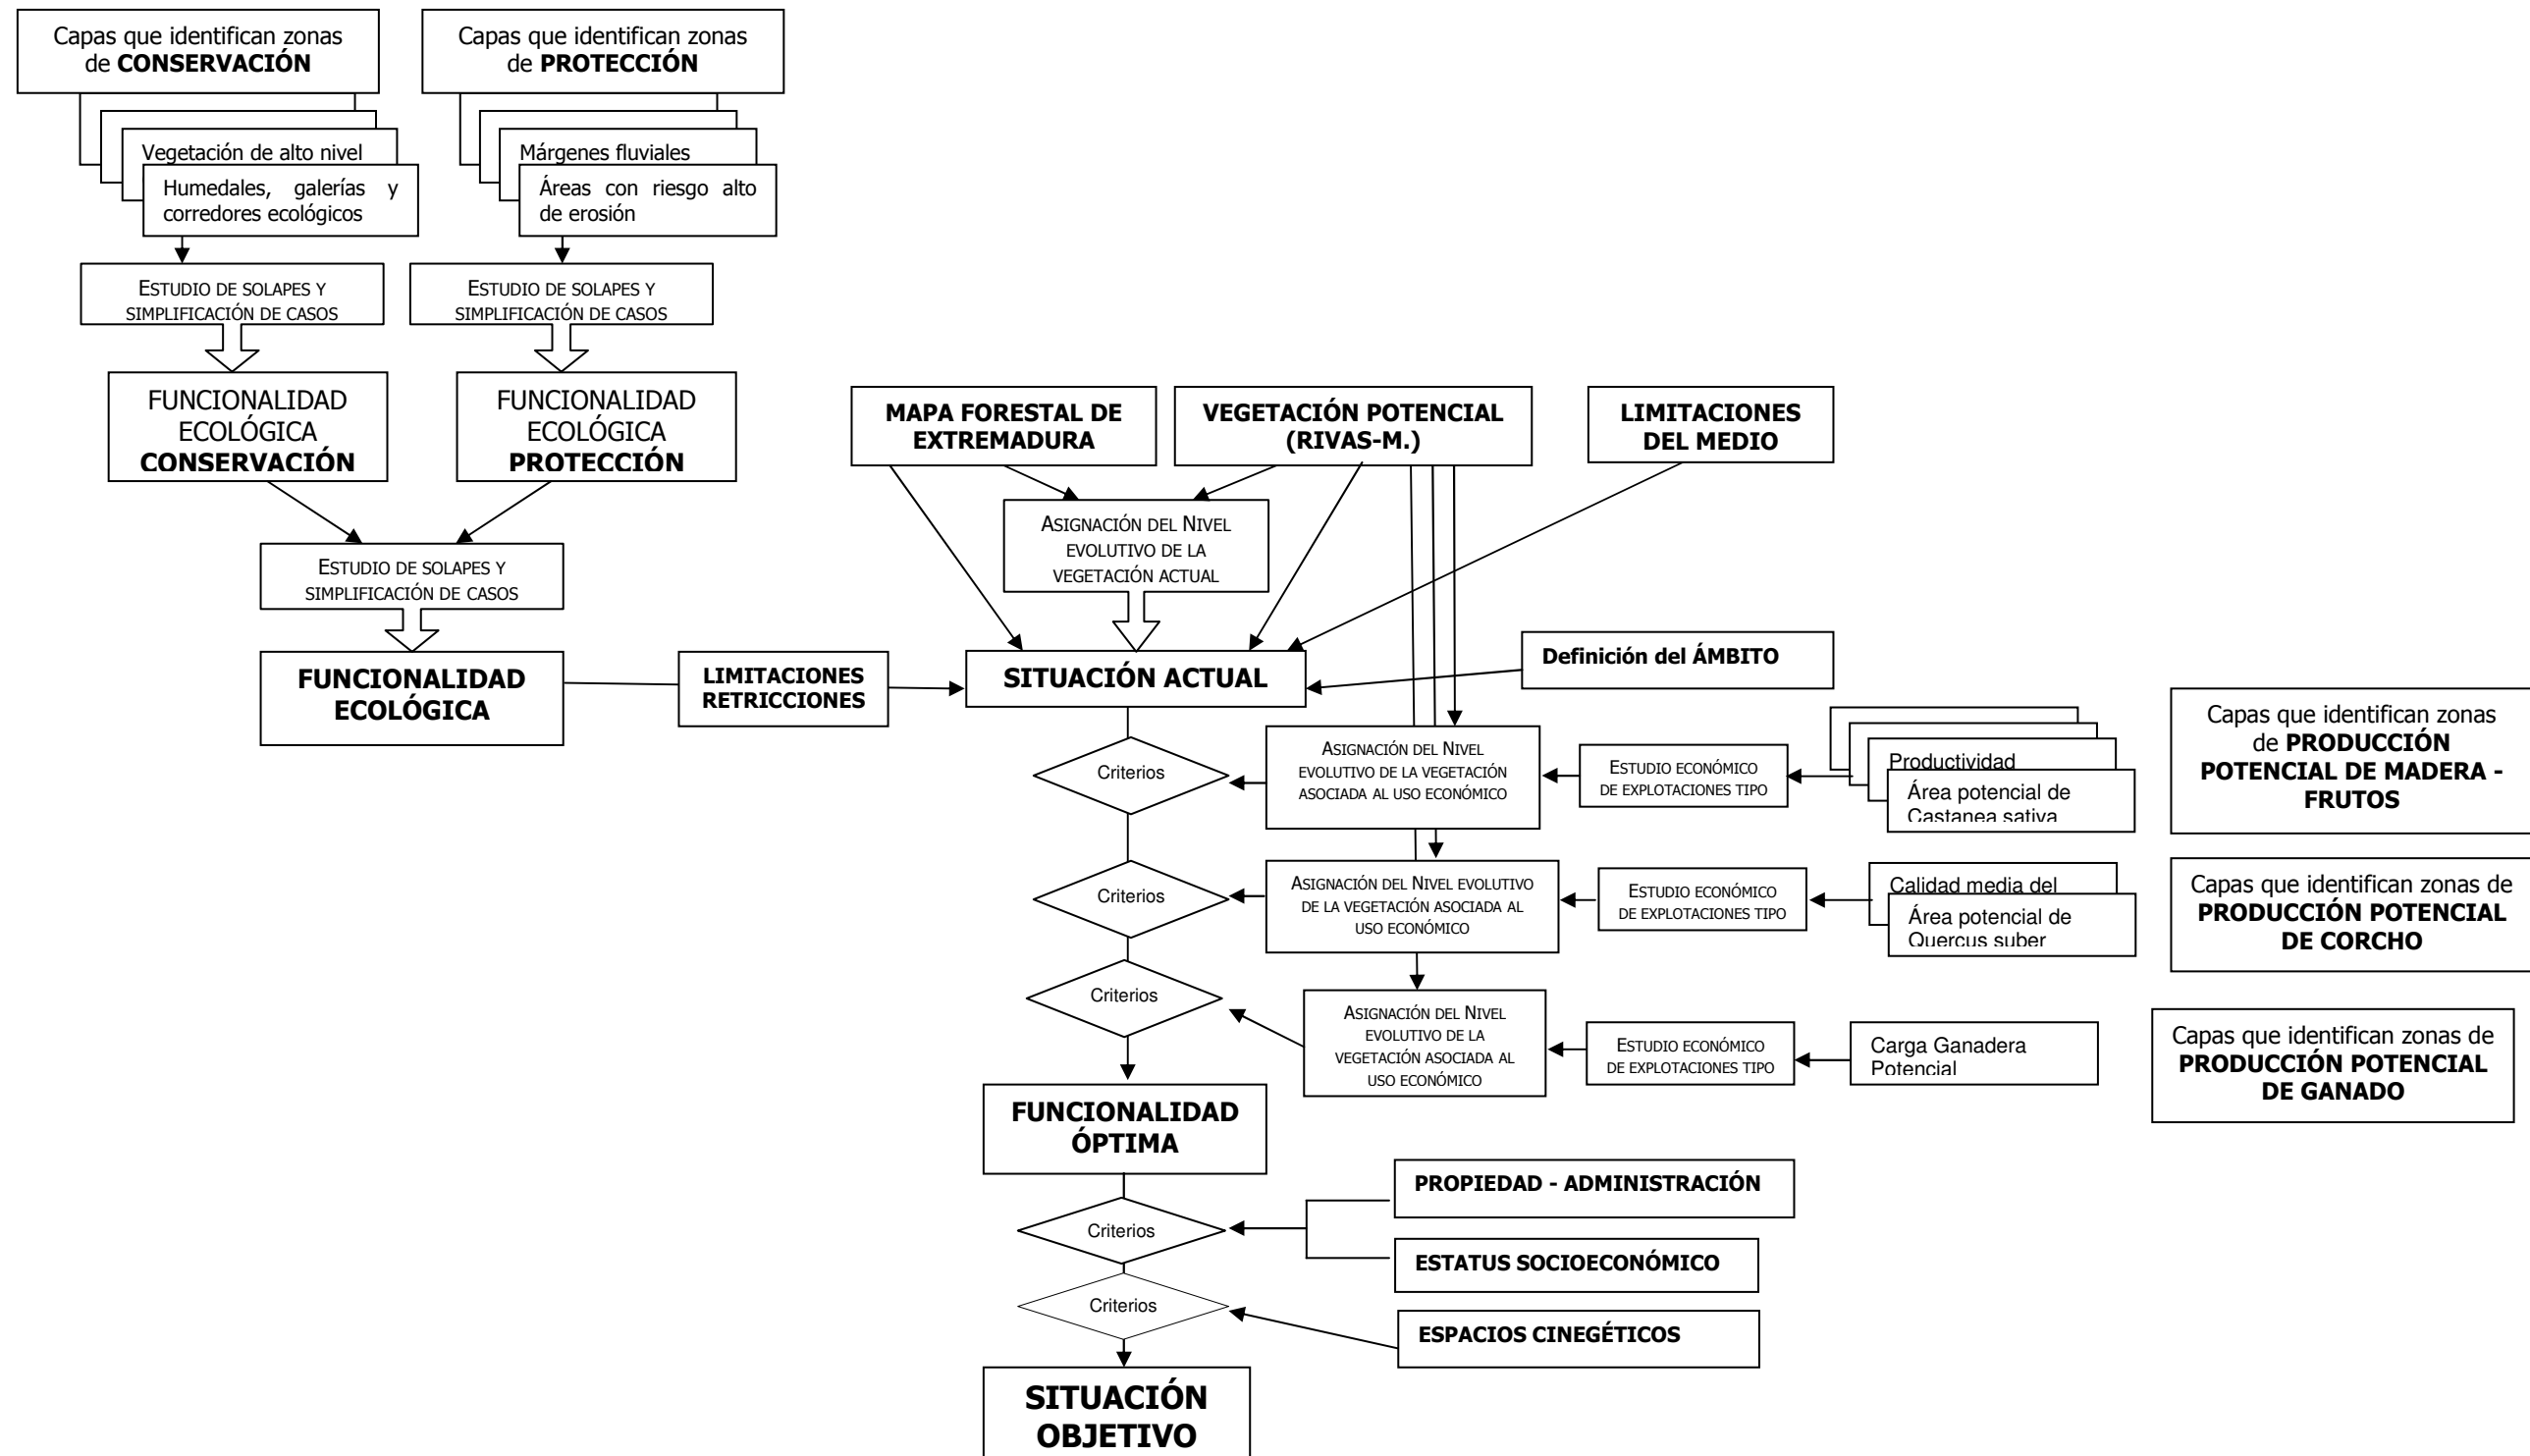 Capas que identifican zonas
de CONSERVACIÓN
Capas que identifican zonas
de PROTECCIÓN
Vegetación de alto nivel
Humedales, galerías y
corredores ecológicos
Márgenes fluviales
Áreas con riesgo alto
de erosión
ESTUDIO DE SOLAPES Y
SIMPLIFICACIÓN DE CASOS
ESTUDIO DE SOLAPES Y
SIMPLIFICACIÓN DE CASOS
FUNCIONALIDAD
ECOLÓGICA
CONSERVACIÓN
FUNCIONALIDAD
ECOLÓGICA
PROTECCIÓN
ESTUDIO DE SOLAPES Y
SIMPLIFICACIÓN DE CASOS
FUNCIONALIDAD
ECOLÓGICA
LIMITACIONES
RETRICCIONES
MAPA FORESTAL DE
EXTREMADURA
VEGETACIÓN POTENCIAL
(RIVAS-M.)
LIMITACIONES
DEL MEDIO
ASIGNACIÓN DEL NIVEL
EVOLUTIVO DE LA
VEGETACIÓN ACTUAL
SITUACIÓN ACTUAL
Definición del ÁMBITO
Criterios
ASIGNACIÓN DEL NIVEL
EVOLUTIVO DE LA VEGETACIÓN
ASOCIADA AL USO ECONÓMICO
ESTUDIO ECONÓMICO
DE EXPLOTACIONES TIPO
Productividad
Área potencial de
Castanea sativa
Capas que identifican zonas
de PRODUCCIÓN
POTENCIAL DE MADERA -
FRUTOS
Criterios
ASIGNACIÓN DEL NIVEL EVOLUTIVO
DE LA VEGETACIÓN ASOCIADA AL
USO ECONÓMICO
ESTUDIO ECONÓMICO
DE EXPLOTACIONES TIPO
Calidad media del
Área potencial de
Quercus suber
Capas que identifican zonas de
PRODUCCIÓN POTENCIAL
DE CORCHO
Criterios
ASIGNACIÓN DEL NIVEL
EVOLUTIVO DE LA
VEGETACIÓN ASOCIADA AL
USO ECONÓMICO
ESTUDIO ECONÓMICO
DE EXPLOTACIONES TIPO
Carga Ganadera
Potencial
Capas que identifican zonas de
PRODUCCIÓN POTENCIAL
DE GANADO
FUNCIONALIDAD
ÓPTIMA
Criterios
PROPIEDAD - ADMINISTRACIÓN
ESTATUS SOCIOECONÓMICO
Criterios
ESPACIOS CINEGÉTICOS
SITUACIÓN
OBJETIVO